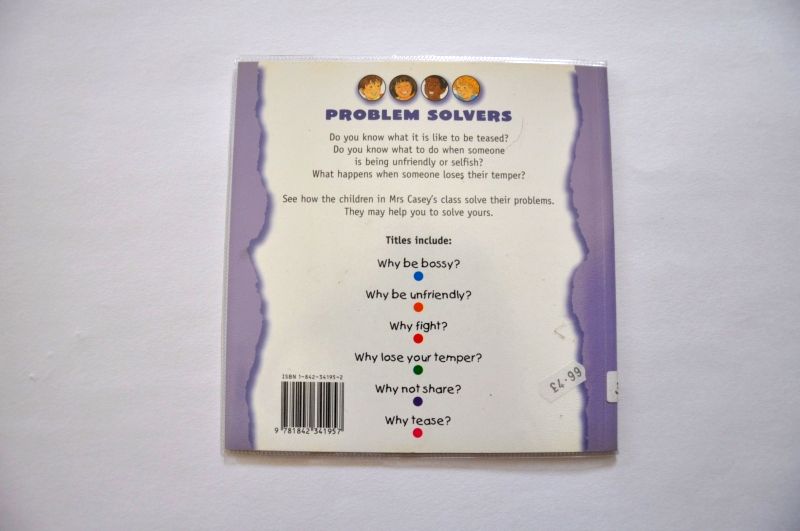 PROBLEM SOLVERS
Do you know what it is like to be teased?
Do you know what to do when someone
is being unfriendly or selfish?
What happens when someone loses their temper?
See how the children in Mrs Casey's class solve their problems.
They may help you to solve yours.
Titles include:
Why be bossy?
Why be unfriendly?
Why fight?
Why lose your temper?
Why not share?
Why tease?
ISBN 1-842-34195-2
9 781842 341957
£4.99